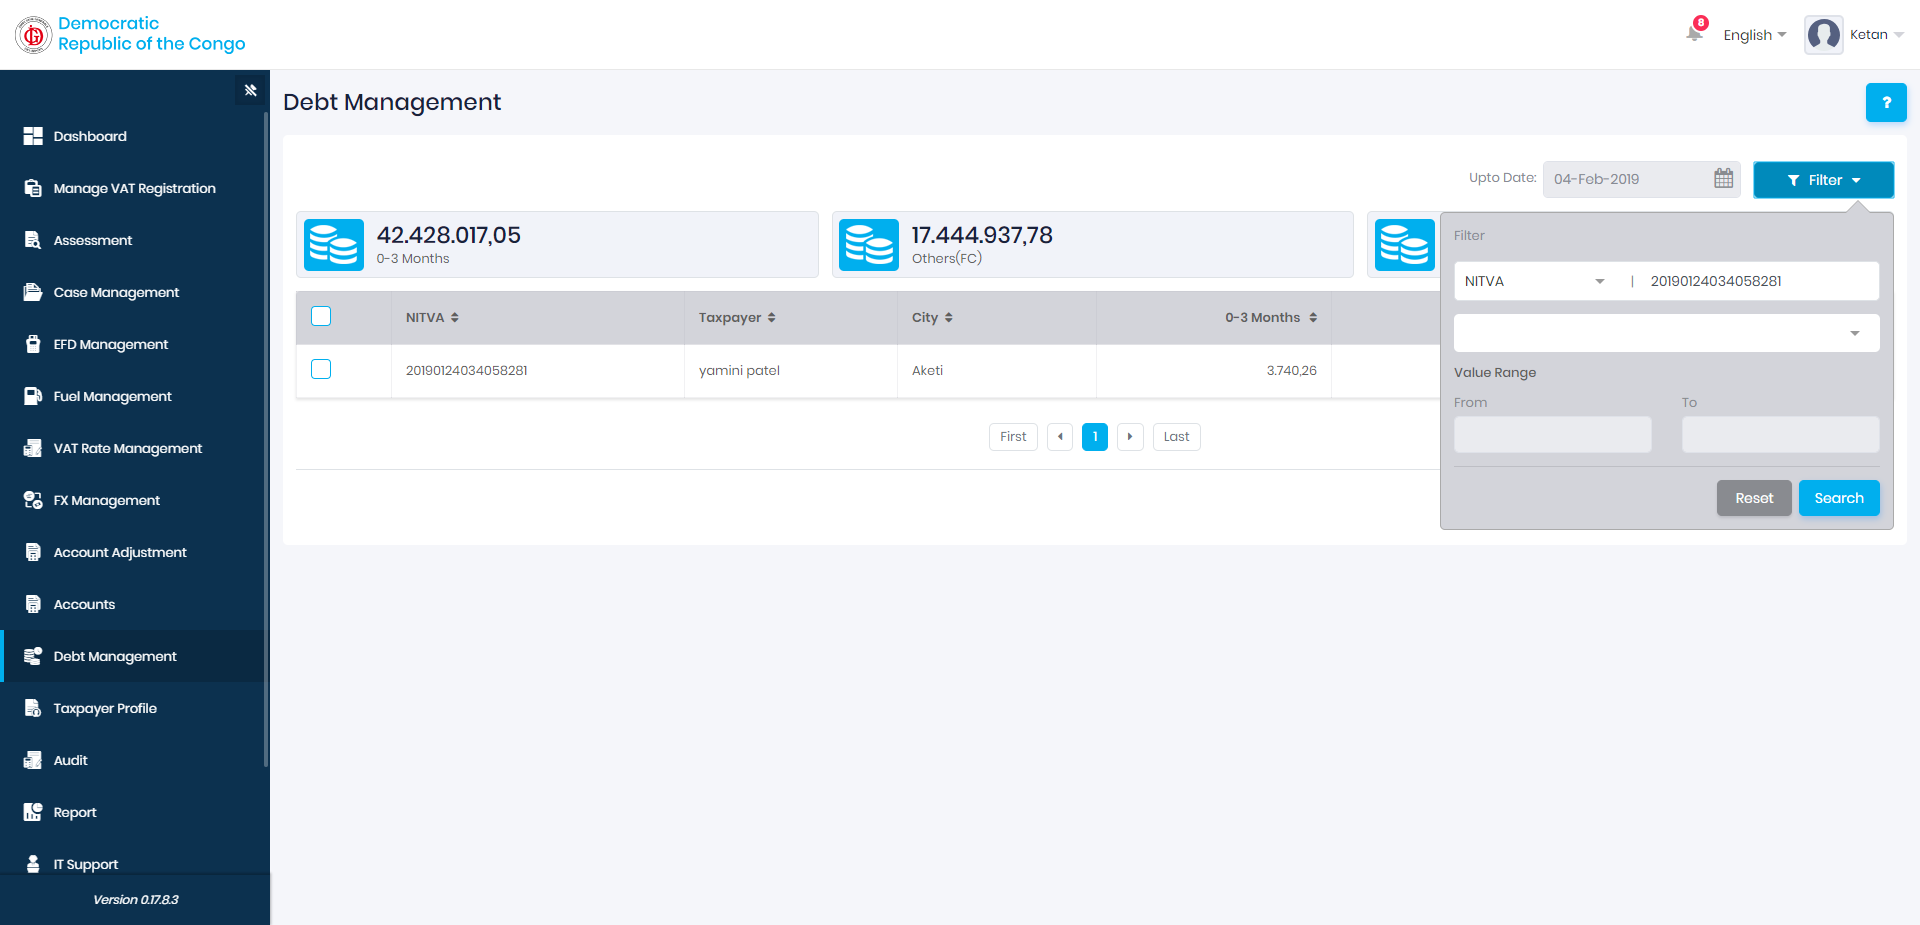 Democratic
Republic of the Congo
8
English
Ketan
Dashboard
Manage VAT Registration
Assessment
Case Management
EFD Management
Fuel Management
VAT Rate Management
FX Management
Account Adjustment
Accounts
Debt Management
Taxpayer Profile
Audit
Report
IT Support
Version 0.17.8.3
Debt Management
?
Upto Date: 04-Feb-2019
Filter
42.428.017,05
0-3 Months
17.444.937,78
Others(FC)
NITVA Taxpayer City 0-3 Months
20190124034058281 yamini patel Aketi 3.740,26
First 1 Last
Filter
NITVA | 20190124034058281
Value Range
From To
Reset Search